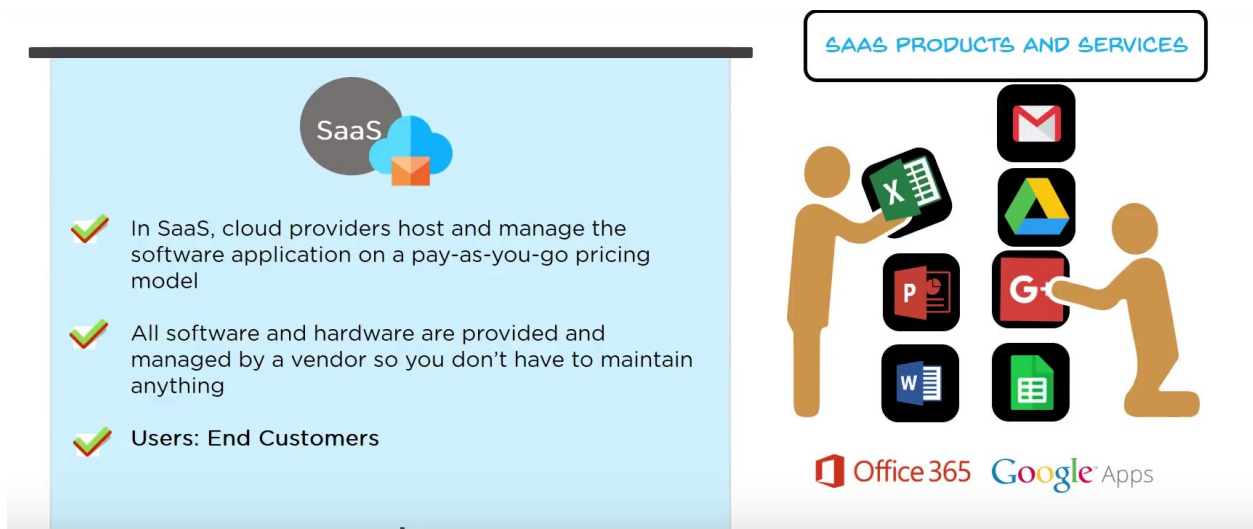 SaaS
In SaaS, cloud providers host and manage the
software application on a pay-as-you-go pricing
model
All software and hardware are provided and
managed by a vendor so you don't have to maintain
anything
Users: End Customers
SAAS PRODUCTS AND SERVICES
X
P
G+
W
Office 365
Google Apps